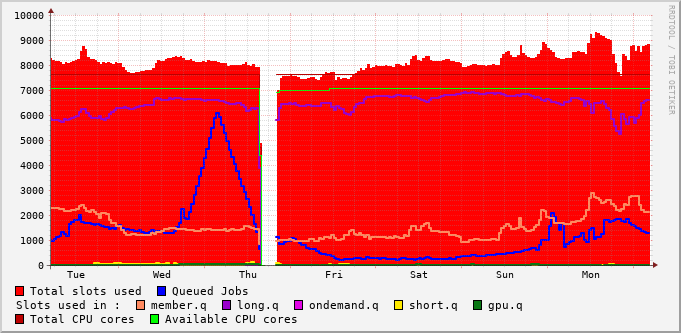 10000
9000
8000
7000
6000
5000
4000
3000
2000
1000
0
Tue Wed Thu Fri Sat Sun Mon
RRDTOOL / TOBI OETIKER
Total slots used Queued Jobs
Slots used in : member.q long.q ondemand.q short.q gpu.q
Total CPU cores Available CPU cores